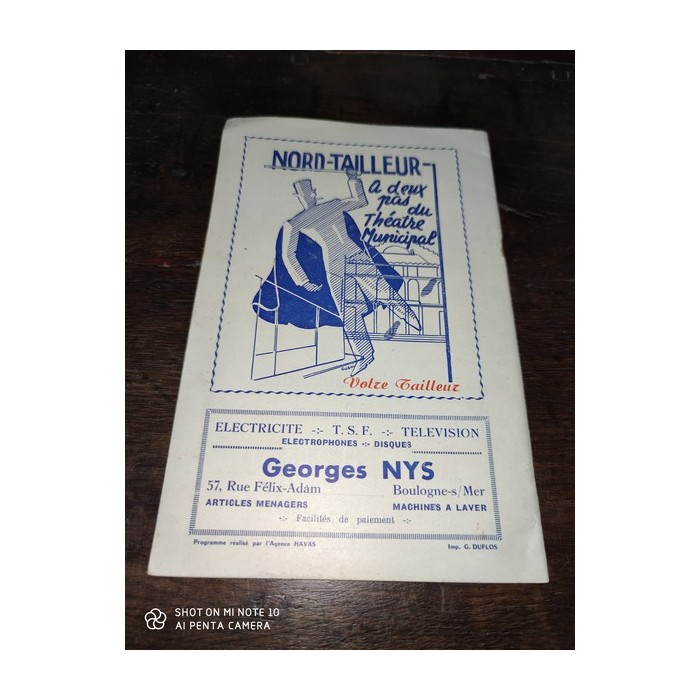 NORD-TAILLEUR-
A deux
pas
du
Théatre
Municipal
Votre Tailleur
ELECTRICITE -:- T. S. F. -:- TELEVISION
ELECTROPHONES -:- DISQUES
Georges NYS
57, Rue Félix-Adam Boulogne-s/Mer
ARTICLES MENAGERS MACHINES A LAVER
-:- Facilités de paiement -:-
Programme réalisé par l'Agence HAVAS Imp. G. DUFLOS
SHOT ON MI NOTE 10
AI PENTA CAMERA